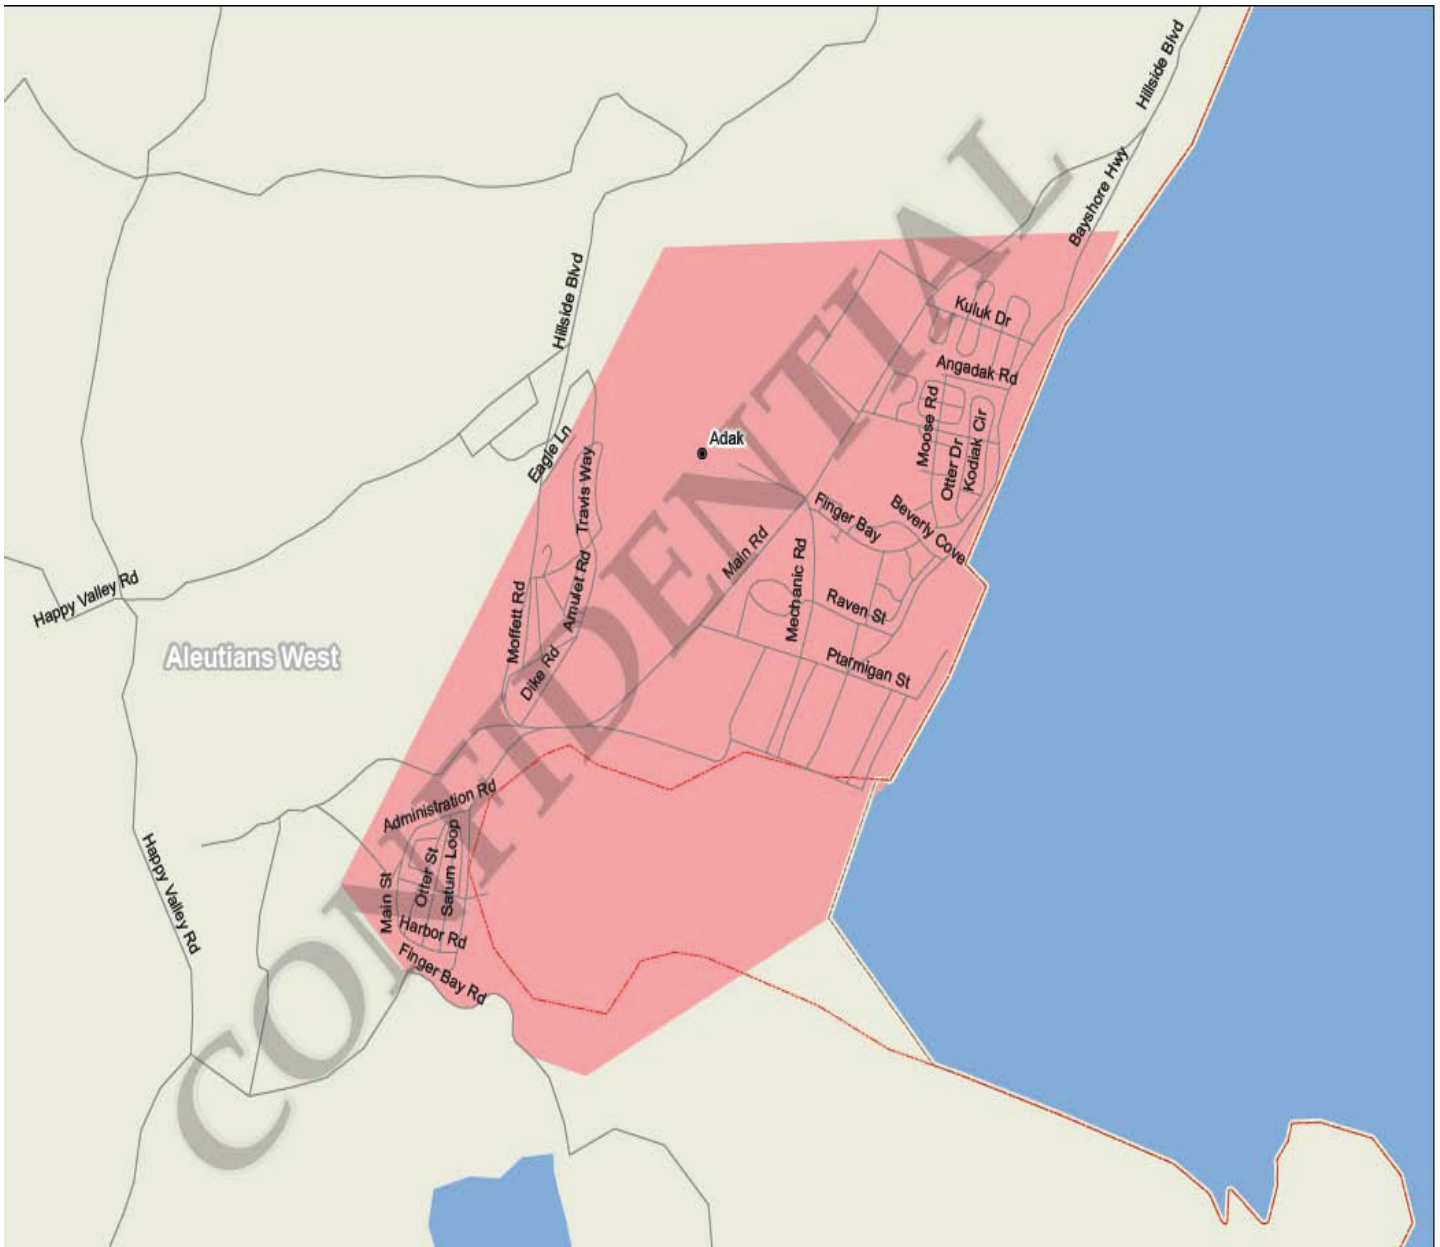 Hillside Blvd
Bayshore Hwy
Hillside Blvd
Kuluk Dr
Angadak Rd
Moose Rd
Otter Dr
Kodiak Cir
Adak
Eagle Ln
Travis Way
Finger Bay
Beverly Cove
Main Rd
Mechanic Rd
Moffett Rd
Amulet Rd
Happy Valley Rd
Raven St
Aleutians West
Dike Rd
Ptarmigan St
Administration Rd
Happy Valley Rd
Main St
Otter St
Saturn Loop
Harbor Rd
Finger Bay Rd
CONFIDENTIAL